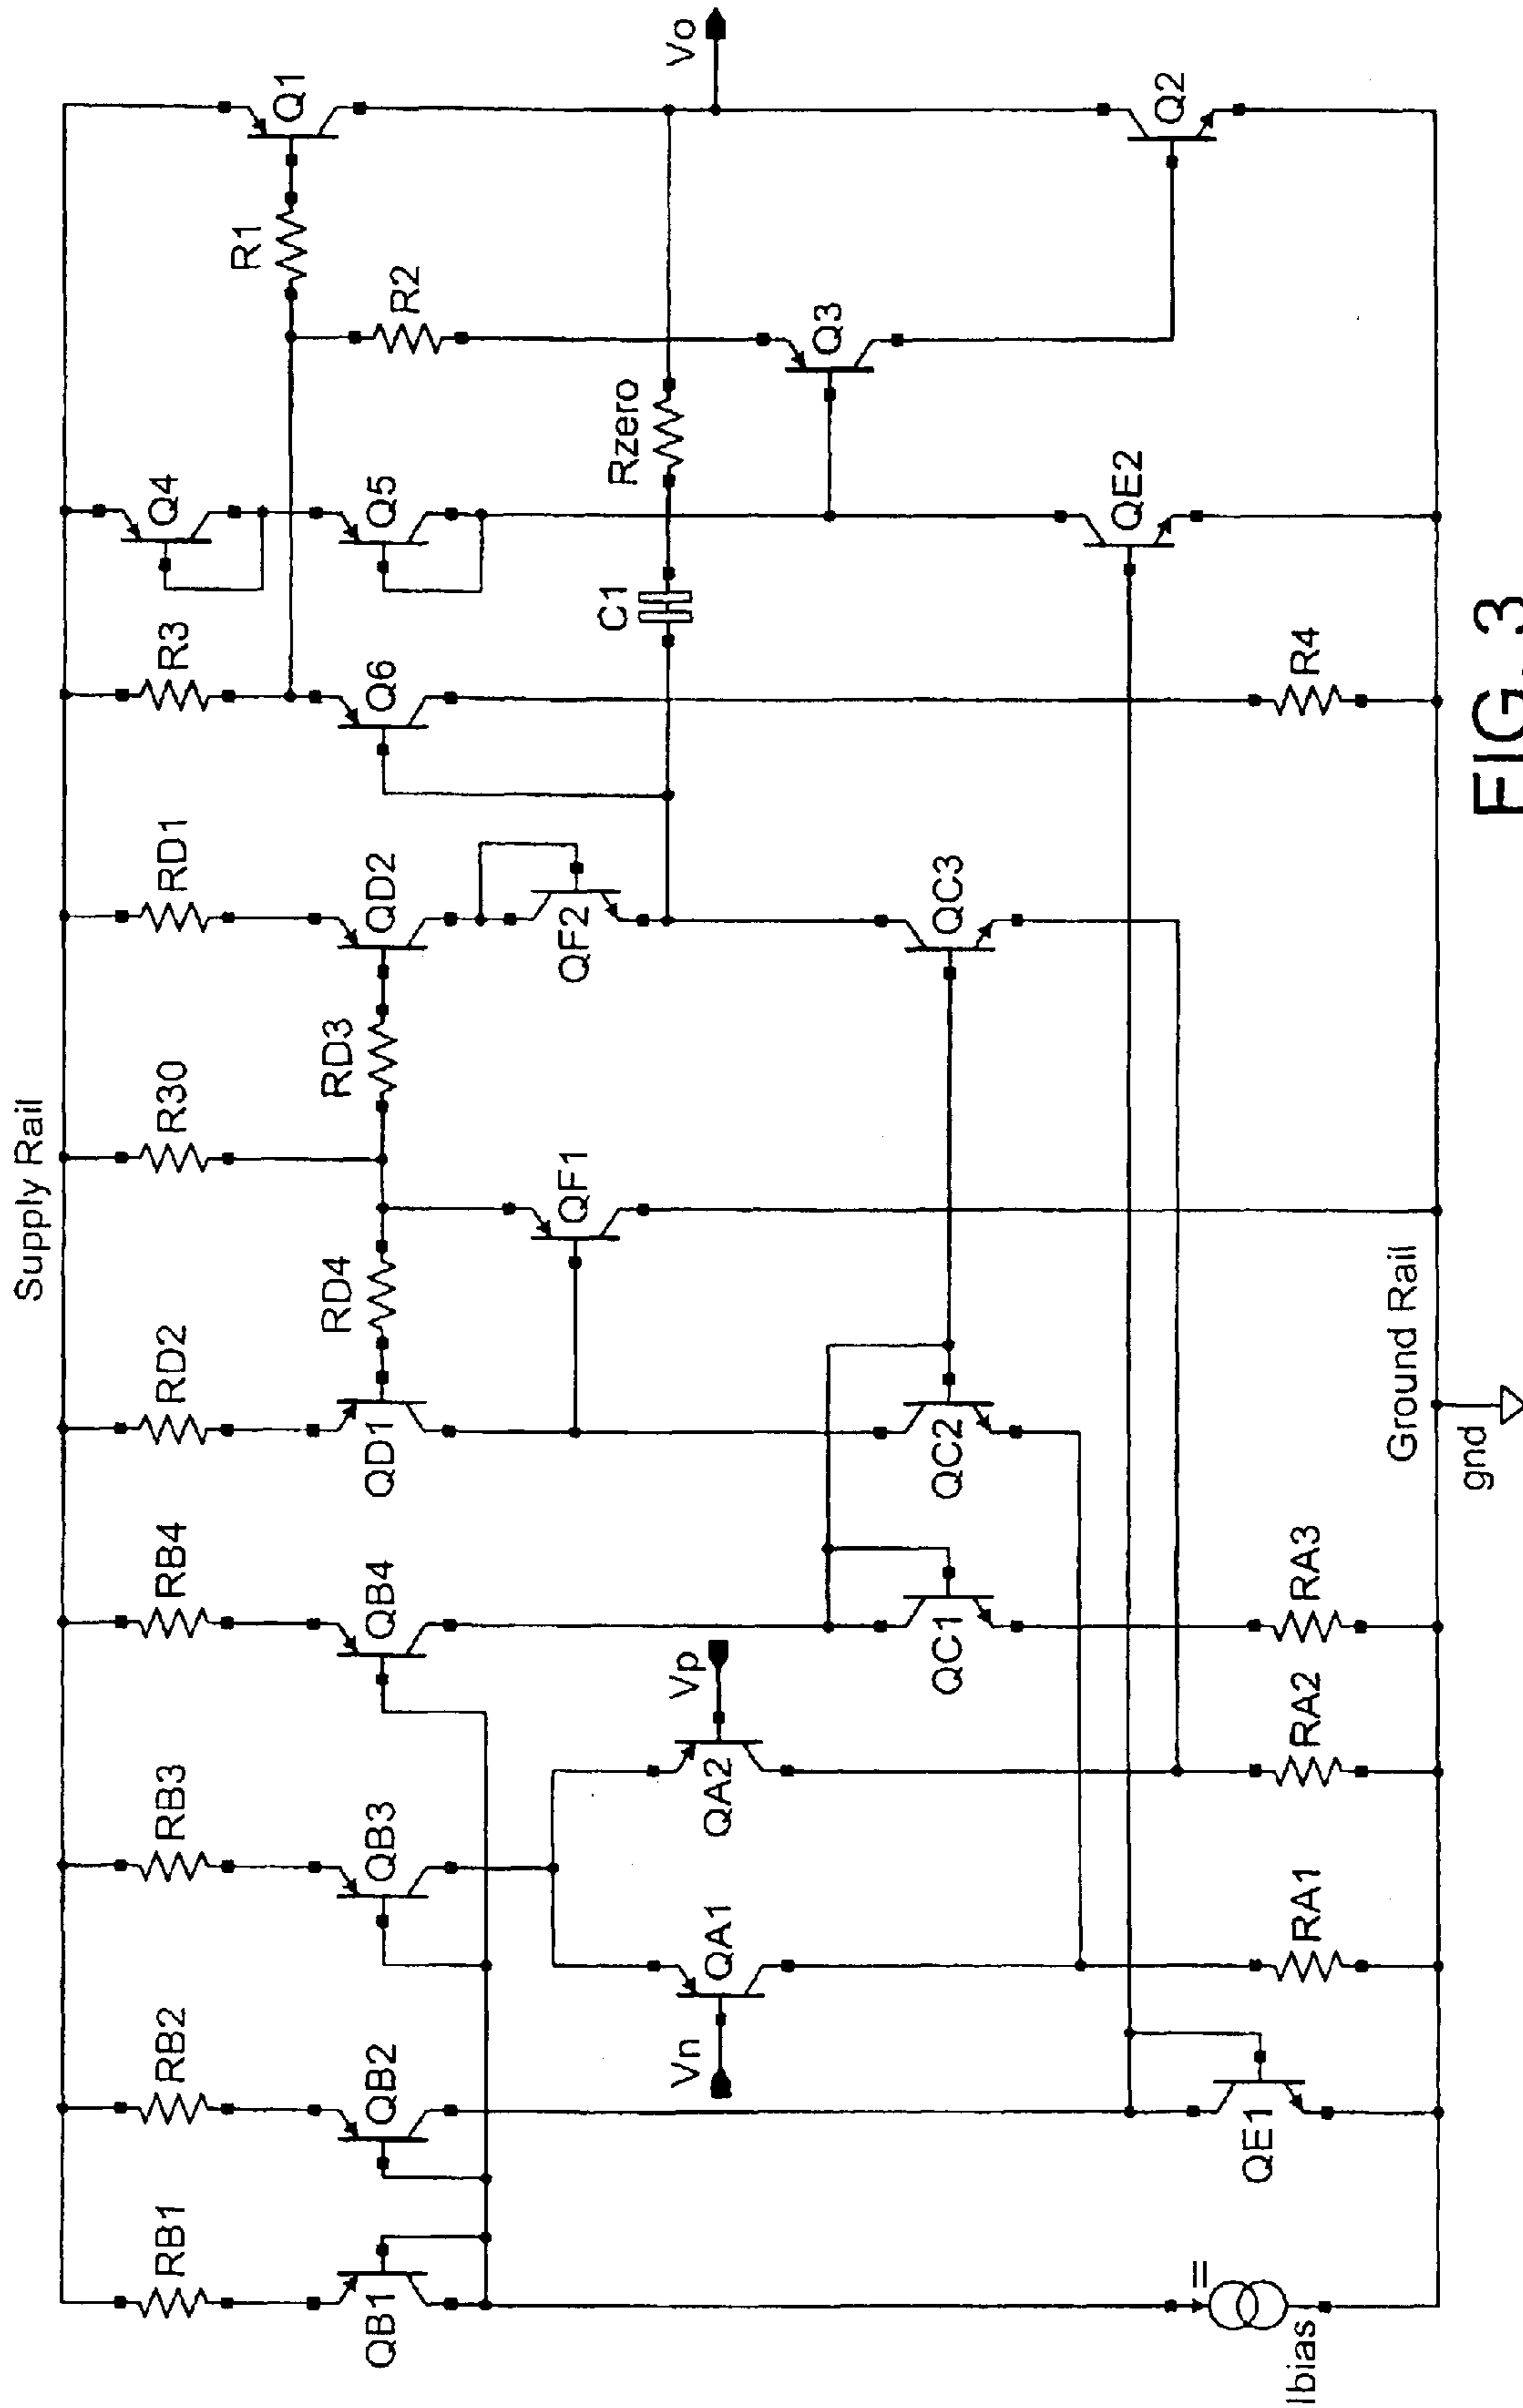 Supply Rail
RB1
RB2
RB3
RB4
RD2
R30
RD1
R3
Q4
R1
Q1
QB1
QB2
QB3
QB4
QD1
RD4
RD3
QD2
Q6
Q5
R2
QF1
QF2
C1
Rzero
Vo
Vn
QA1
QA2
Vp
Q3
QC1
QC2
QC3
QE2
Q2
QE1
RA1
RA2
RA3
R4
II
Ibias
Ground Rail
gnd
FIG. 3